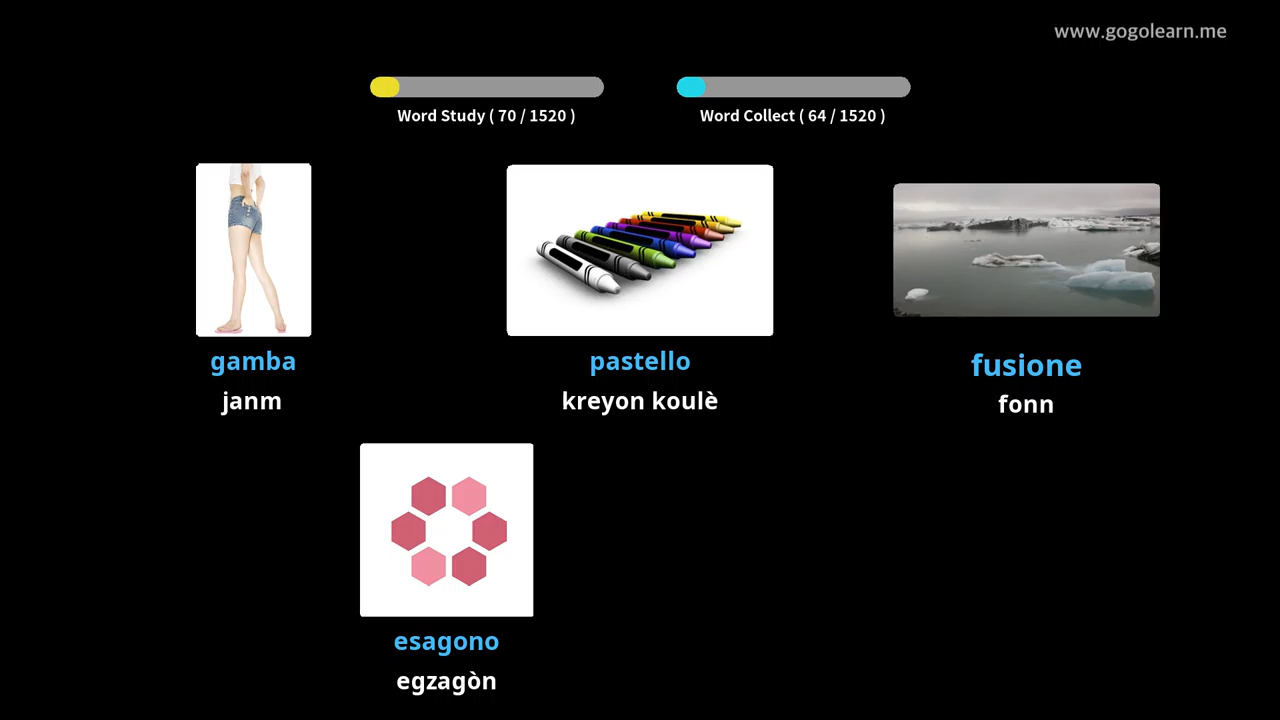 www.gogolearn.me
Word Study ( 70 / 1520 )
Word Collect ( 64 / 1520 )
gamba
janm
pastello
kreyon koulè
fusione
fonn
esagono
egzagòn